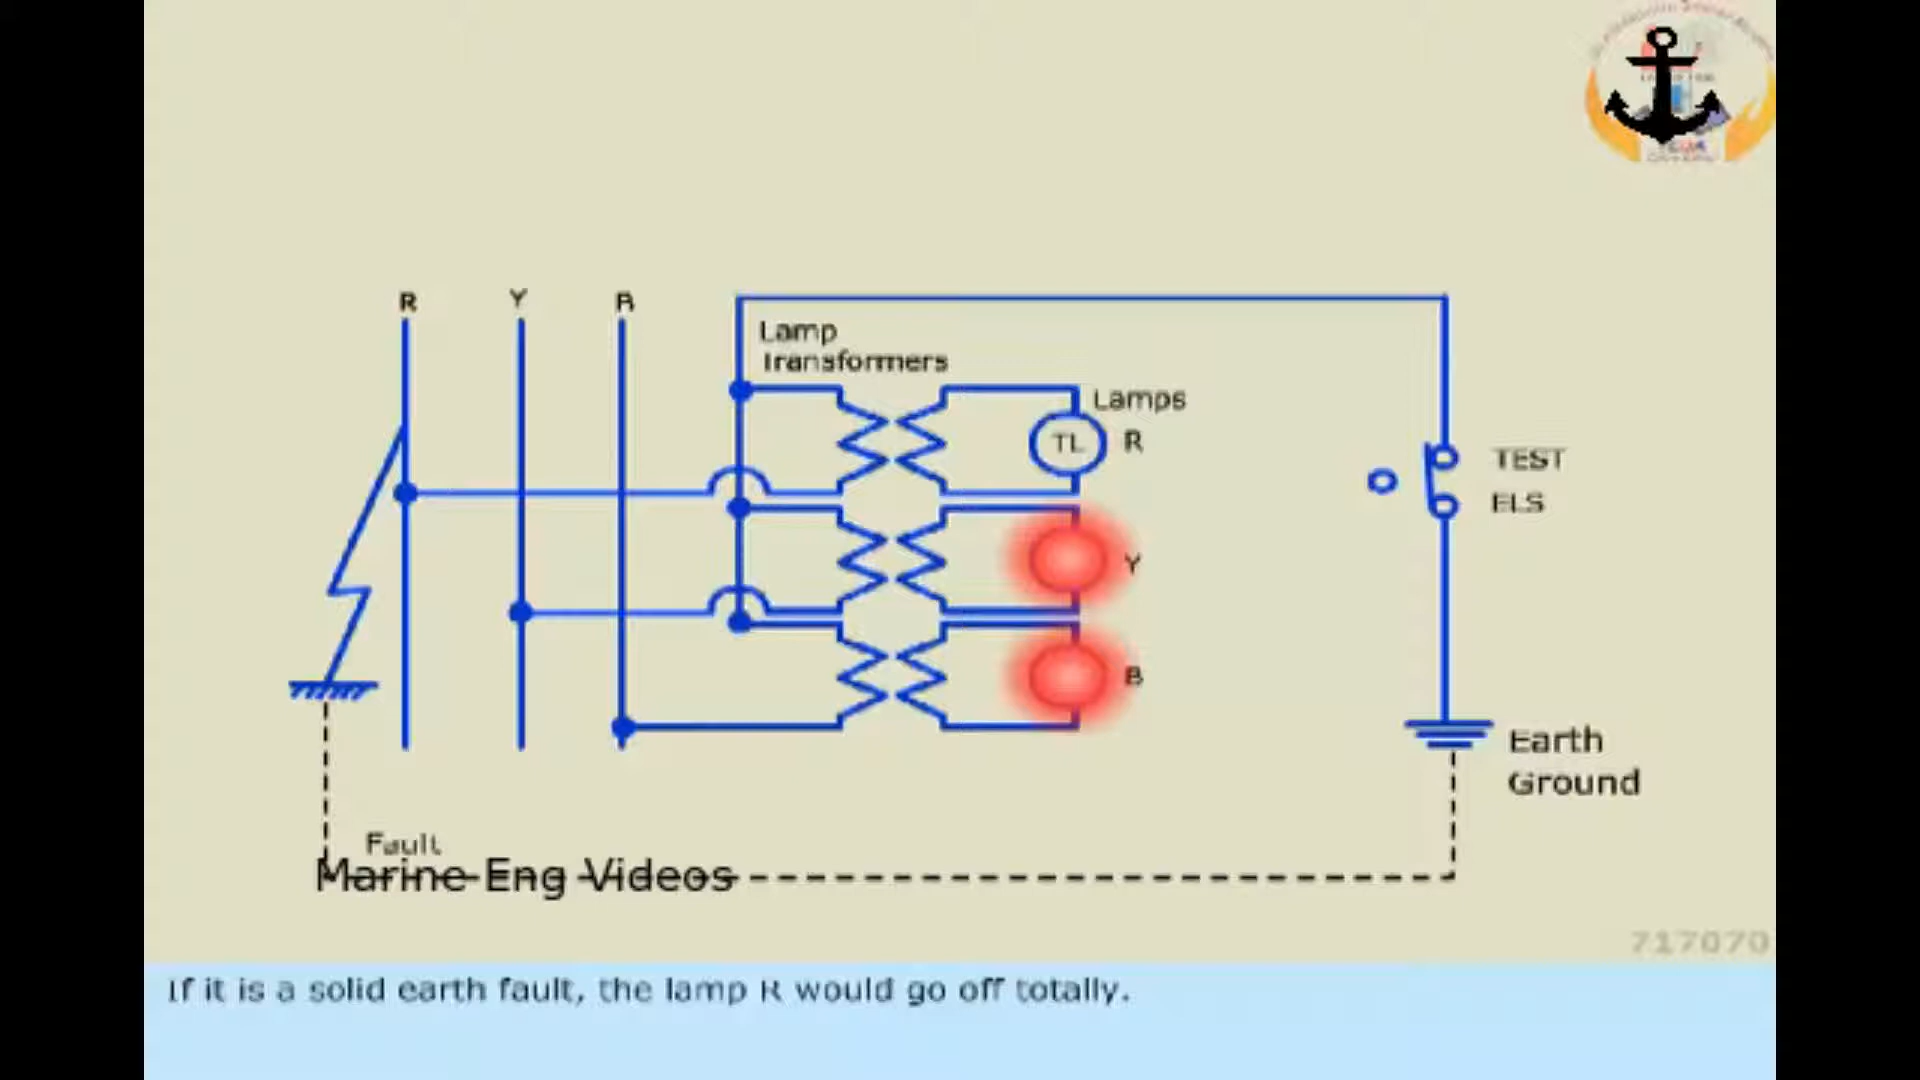 R Y B
Lamp
Transformers
Lamps
TL R
TEST
ELS
Y
B
Earth
Ground
Fault
Marine Eng Videos
717070
If it is a solid earth fault, the lamp R would go off totally.